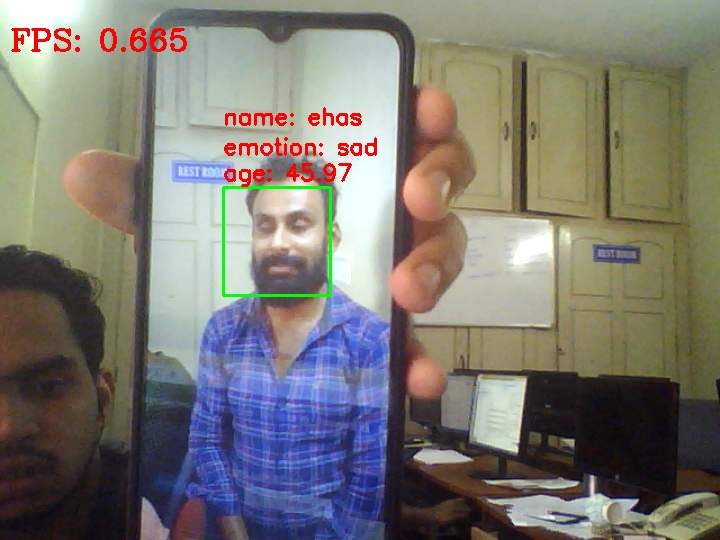 FPS: 0.665
name: ehas
emotion: sad
age: 45.97
REST ROOM
REST ROOM